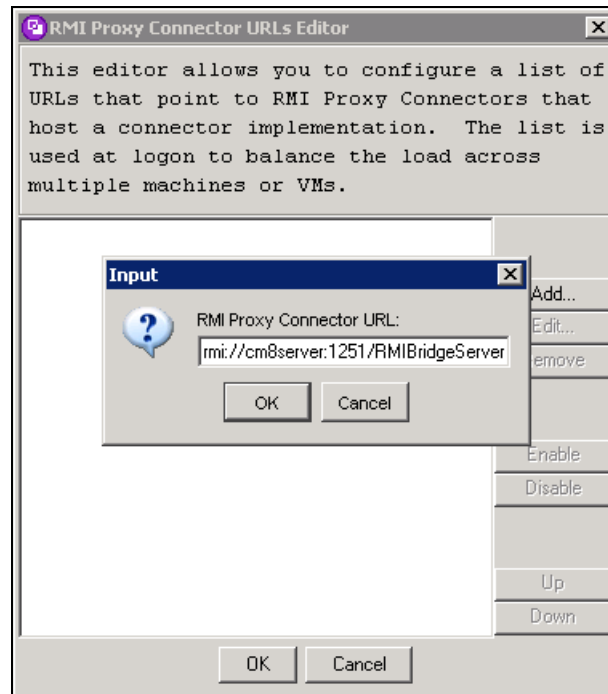 RMI Proxy Connector URLs Editor
This editor allows you to configure a list of
URLs that point to RMI Proxy Connectors that
host a connector implementation.  The list is
used at logon to balance the load across
multiple machines or VMs.
Input
RMI Proxy Connector URL:
rmi://cm8server:1251/RMIBridgeServer
OK
Cancel
Add...
Edit...
emove
Enable
Disable
Up
Down
OK
Cancel